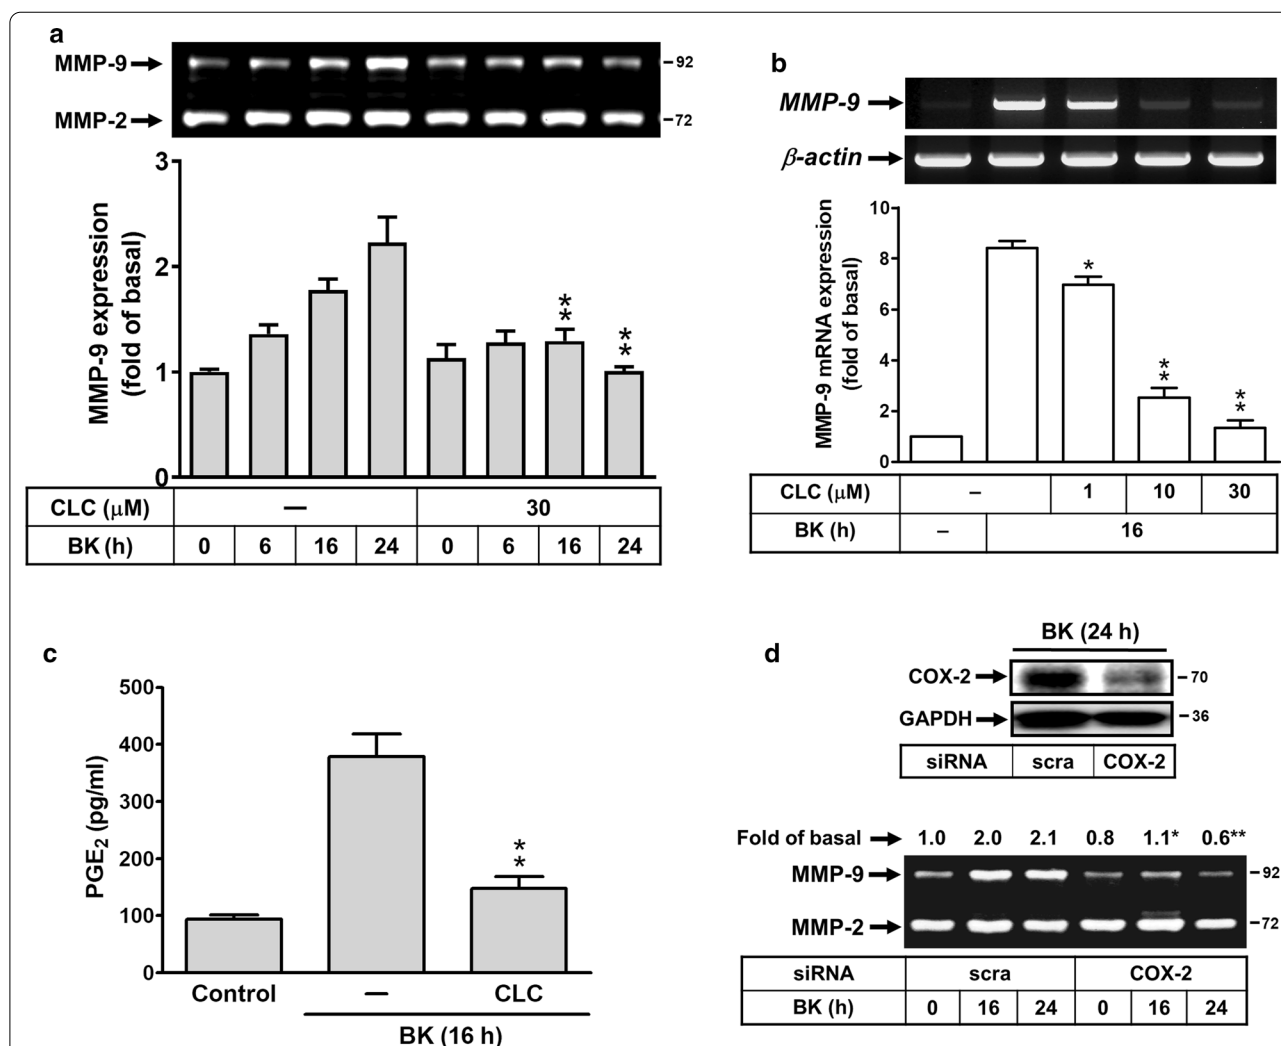 a
MMP-9
92
MMP-2
72
MMP-9 expression
(fold of basal)
3
2
1
0
CLC (μM) — 30
BK (h) 0 6 16 24 0 6 16 24
** **
b
MMP-9
β-actin
MMP-9 mRNA expression
(fold of basal)
10
8
6
4
2
0
* ** **
CLC (μM) – 1 10 30
BK (h) – 16
c
PGE2 (pg/ml)
500
400
300
200
100
0
**
Control — CLC
BK (16 h)
d
BK (24 h)
COX-2 70
GAPDH 36
siRNA scra COX-2
Fold of basal 1.0 2.0 2.1 0.8 1.1* 0.6**
MMP-9 92
MMP-2 72
siRNA scra COX-2
BK (h) 0 16 24 0 16 24